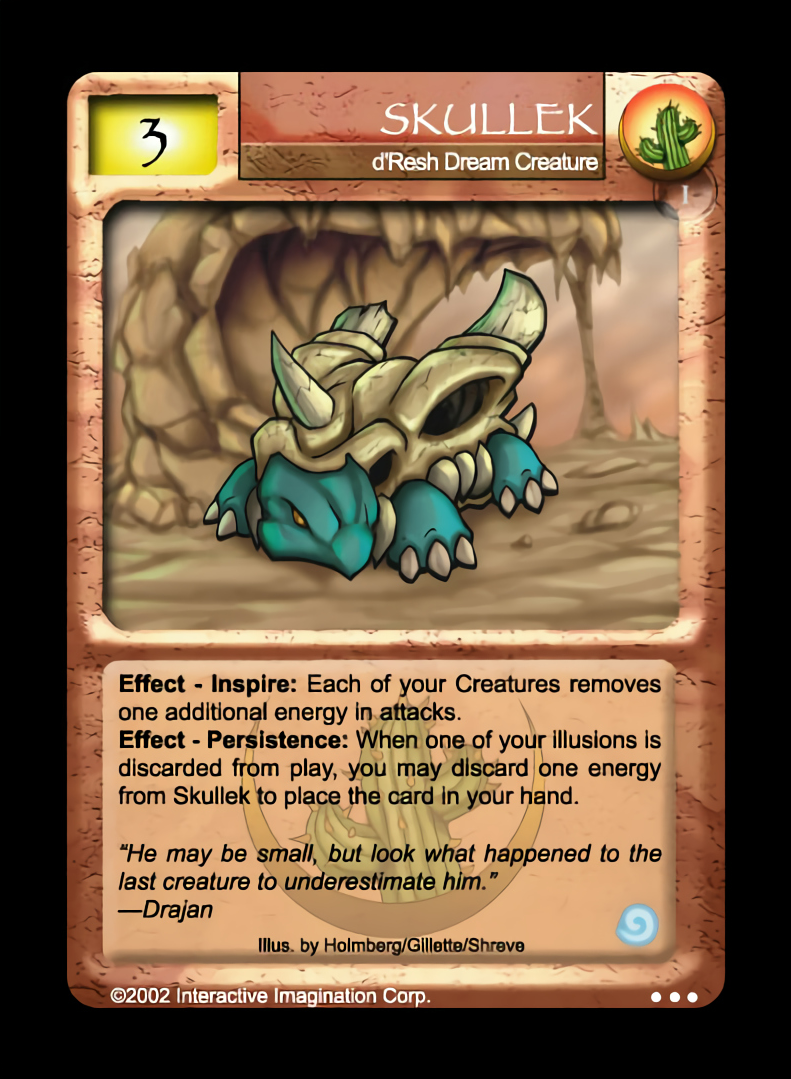 3
SKULLEK
d'Resh Dream Creature
1
Effect - Inspire: Each of your Creatures removes
one additional energy in attacks.
Effect - Persistence: When one of your illusions is
discarded from play, you may discard one energy
from Skullek to place the card in your hand.
“He may be small, but look what happened to the
last creature to underestimate him.”
—Drajan
Illus. by Holmberg/Gillette/Shreve
©2002 Interactive Imagination Corp.